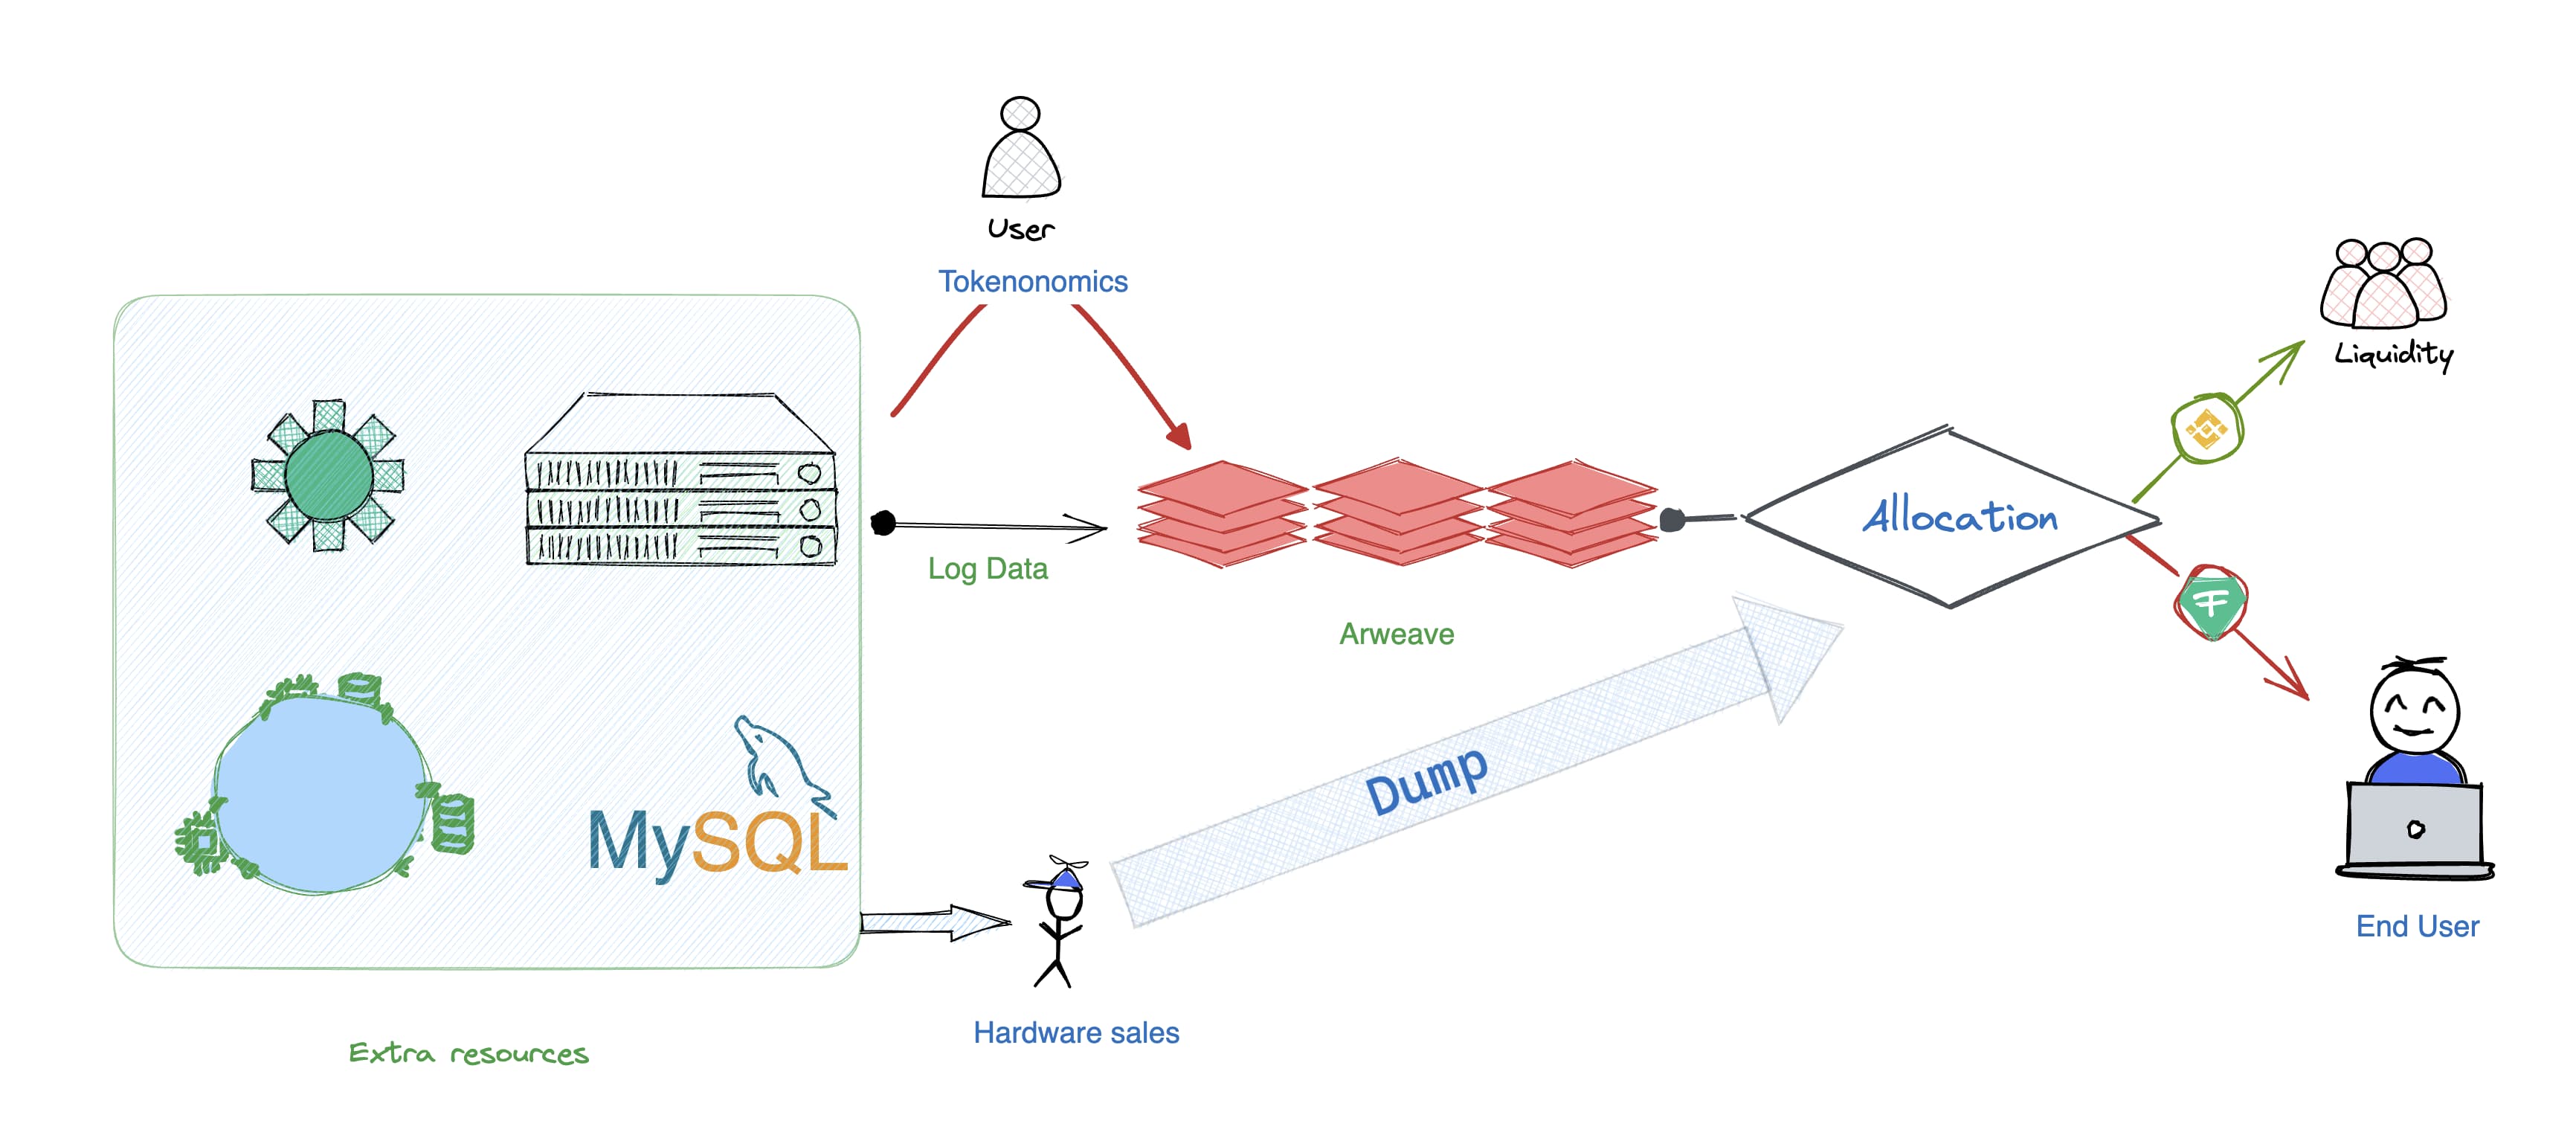 User
Tokenonomics
Liquidity
Allocation
Log Data
Arweave
Dump
MySQL
End User
Hardware sales
Extra resources